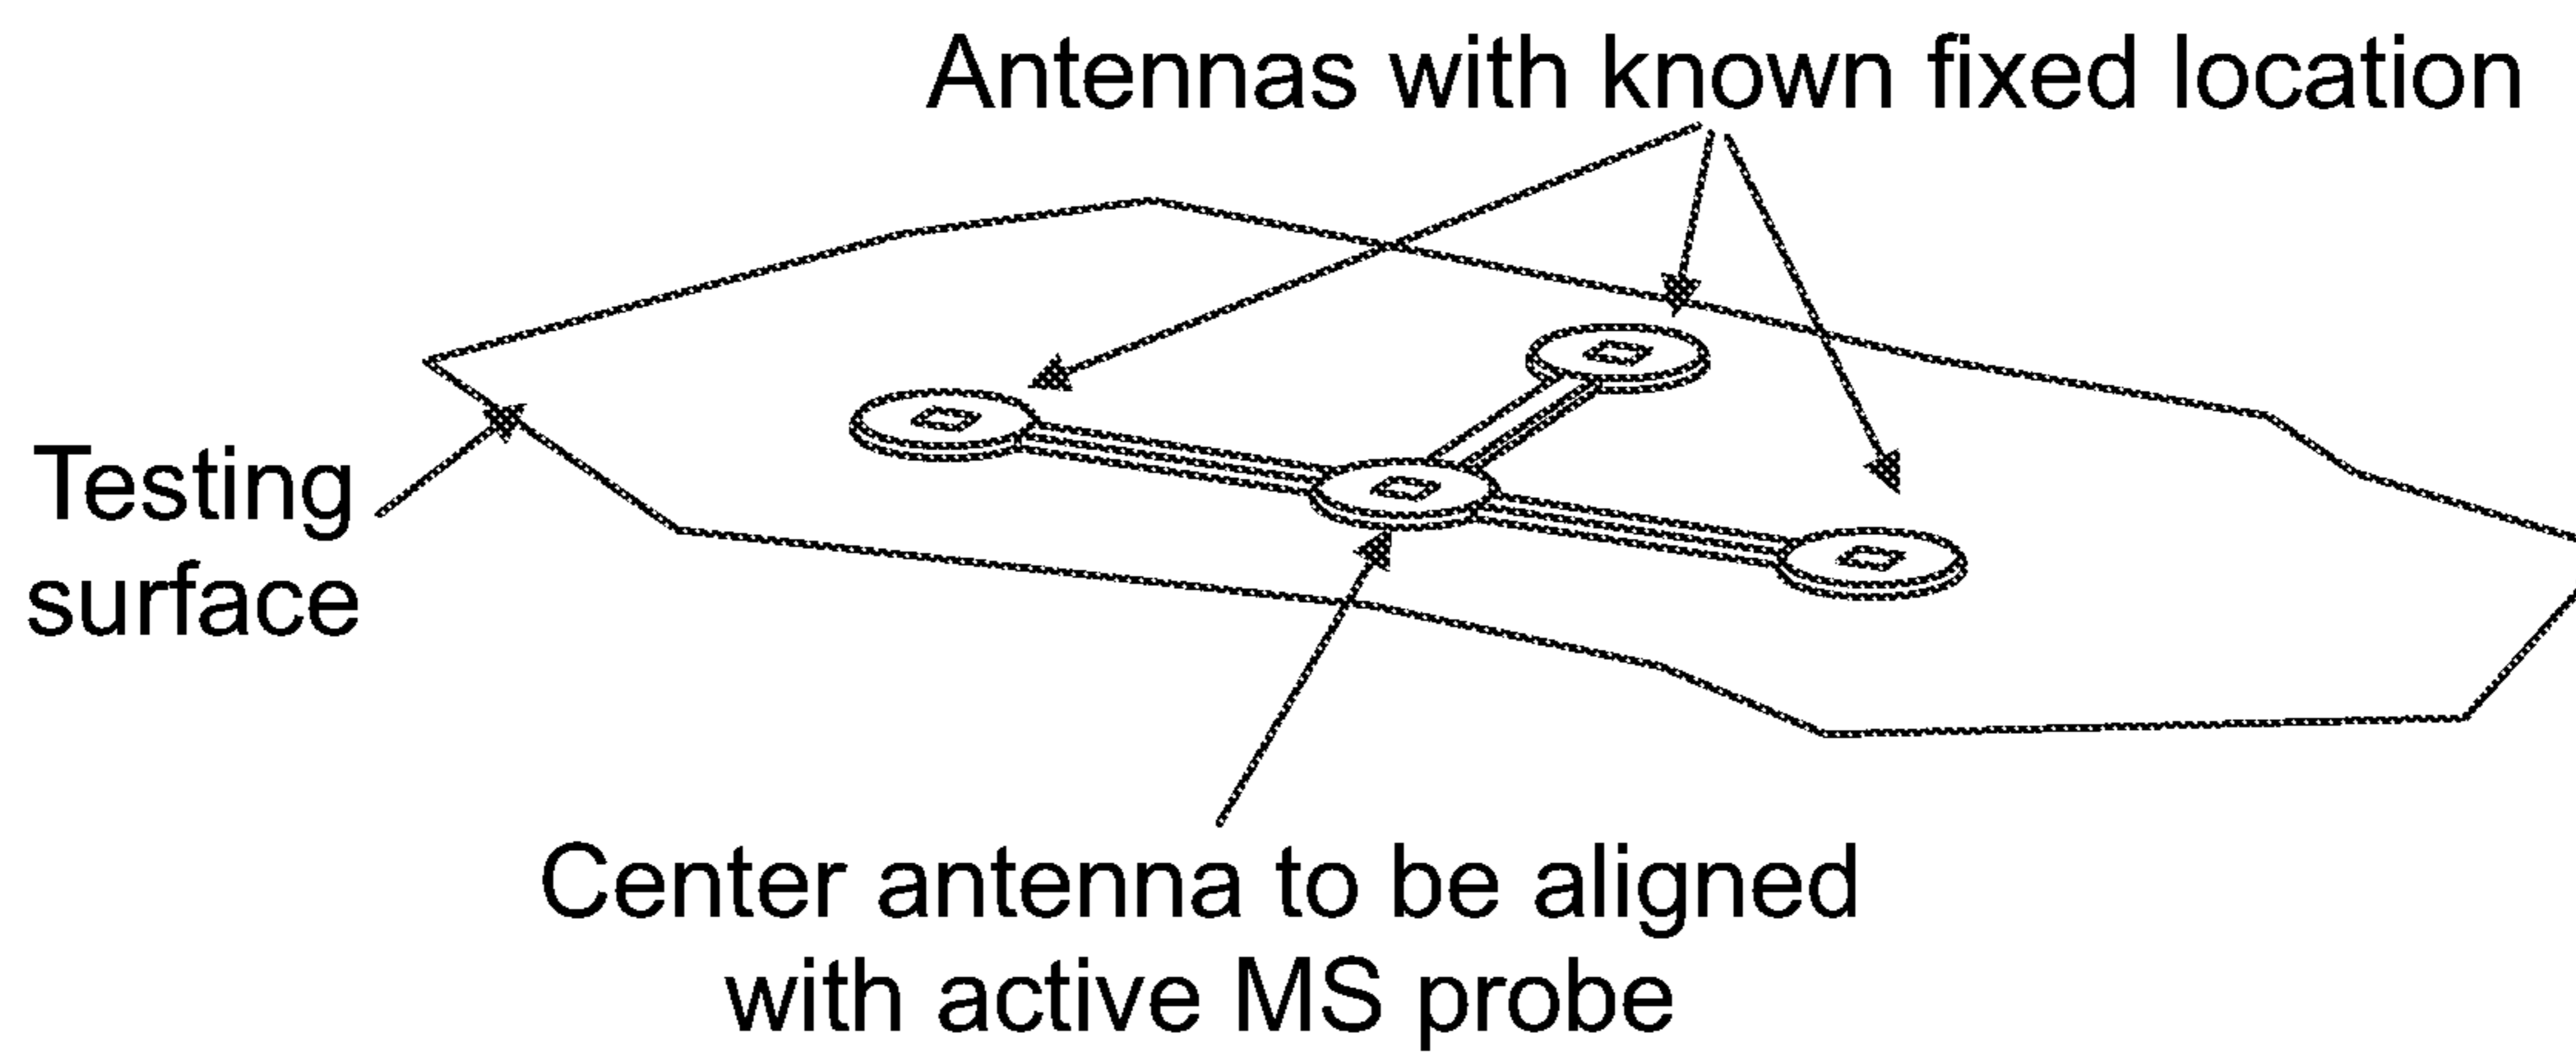 Antennas with known fixed location
Testing
surface
Center antenna to be aligned
with active MS probe